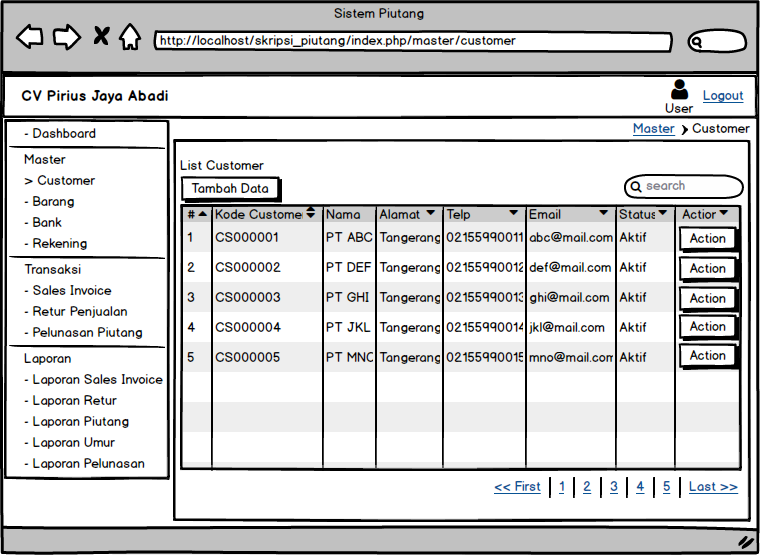 Sistem Piutang
http://localhost/skripsi_piutang/index.php/master/customer
CV Pirius Jaya Abadi
User
Logout
Master ❯ Customer
- Dashboard
Master
> Customer
- Barang
- Bank
- Rekening
Transaksi
- Sales Invoice
- Retur Penjualan
- Pelunasan Piutang
Laporan
- Laporan Sales Invoice
- Laporan Retur
- Laporan Piutang
- Laporan Umur
- Laporan Pelunasan
List Customer
Tambah Data
search
# Kode Customer Nama Alamat Telp Email Status Action
1 CS000001 PT ABC Tangerang 02155990011 abc@mail.com Aktif Action
2 CS000002 PT DEF Tangerang 02155990012 def@mail.com Aktif Action
3 CS000003 PT GHI Tangerang 02155990013 ghi@mail.com Aktif Action
4 CS000004 PT JKL Tangerang 02155990014 jkl@mail.com Aktif Action
5 CS000005 PT MNO Tangerang 02155990015 mno@mail.com Aktif Action
<< First | 1 | 2 | 3 | 4 | 5 | Last >>